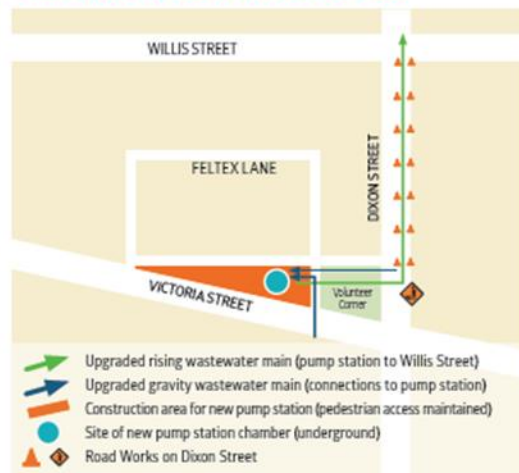 WILLIS STREET
FELTEX LANE
DIXON STREET
VICTORIA STREET
Volunteer
Corner
Upgraded rising wastewater main (pump station to Willis Street)
Upgraded gravity wastewater main (connections to pump station)
Construction area for new pump station (pedestrian access maintained)
Site of new pump station chamber (underground)
Road Works on Dixon Street